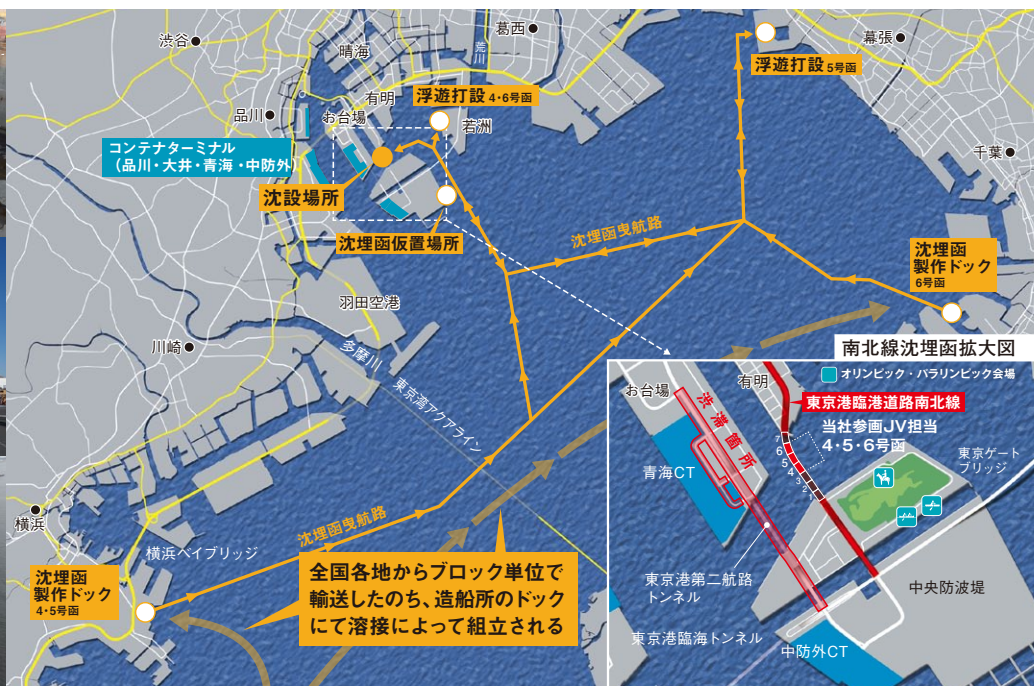 渋谷
晴海
葛西
荒川
幕張
浮遊打設 5号函
有明
浮遊打設 4・6号函
品川
お台場
若洲
コンテナターミナル
（品川・大井・青海・中防外）
千葉
沈設場所
沈埋函仮置場所
沈埋函曳航路
沈埋函
製作ドック
6号函
羽田空港
川崎
多摩川
東京湾アクアライン
横浜
沈埋函曳航路
横浜ベイブリッジ
沈埋函
製作ドック
4・5号函
全国各地からブロック単位で
輸送したのち、造船所のドック
にて溶接によって組立される
南北線沈埋函拡大図
オリンピック・パラリンピック会場
お台場
有明
東京港臨港道路南北線
渋滞箇所
当社参画JV担当
4・5・6号函
7
6
5
4
3
2
1
東京ゲート
ブリッジ
青海CT
東京港第二航路
トンネル
中央防波堤
東京港臨海トンネル
中防外CT